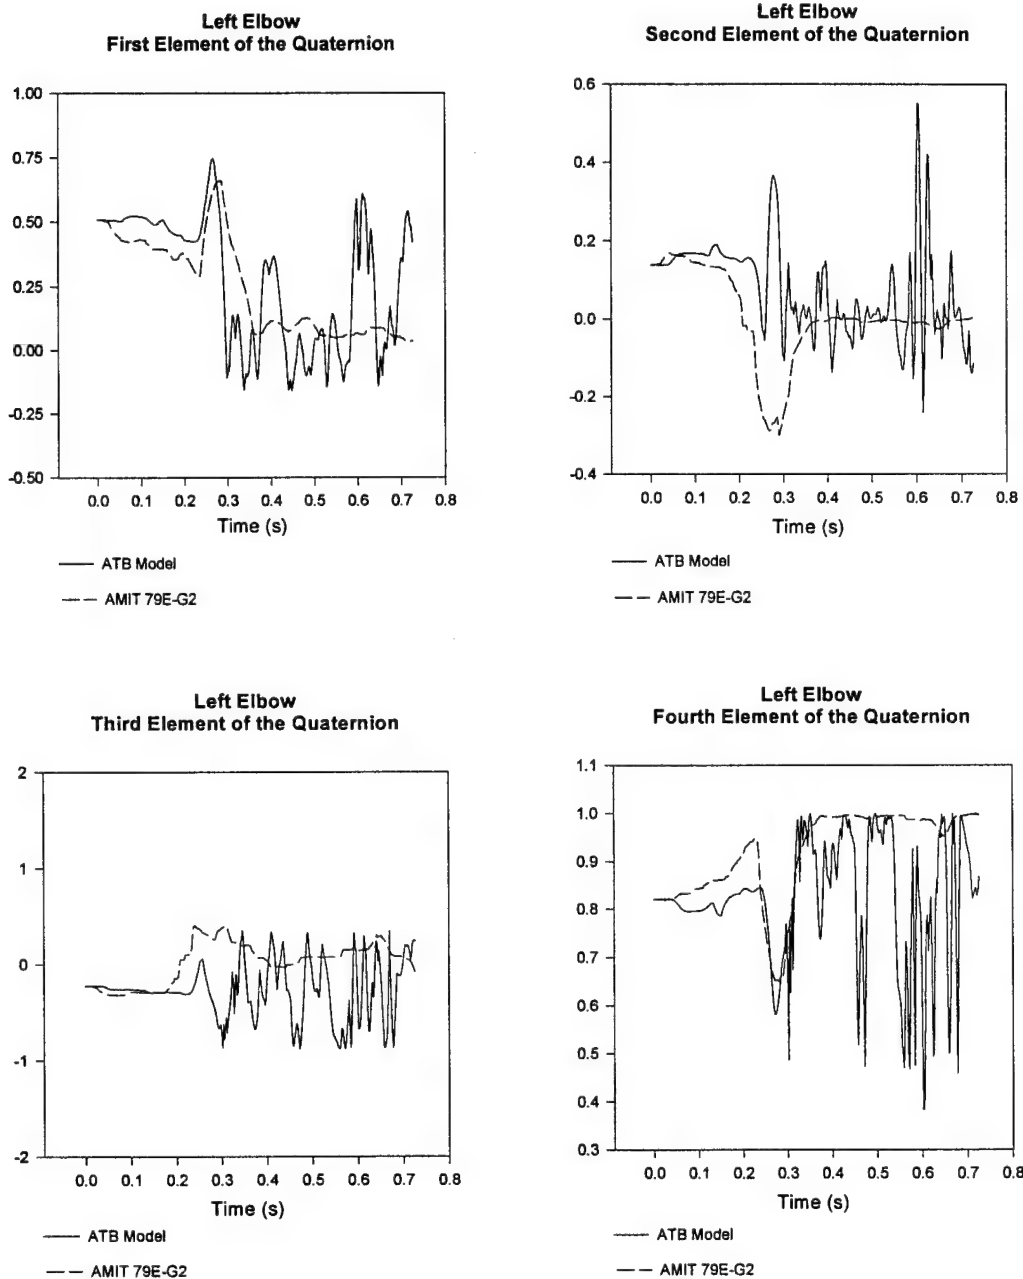 Left Elbow
First Element of the Quaternion
1.00
0.75
0.50
0.25
0.00
-0.25
-0.50
0.0 0.1 0.2 0.3 0.4 0.5 0.6 0.7 0.8
Time (s)
ATB Model
AMIT 79E-G2
Left Elbow
Second Element of the Quaternion
0.6
0.4
0.2
0.0
-0.2
-0.4
0.0 0.1 0.2 0.3 0.4 0.5 0.6 0.7 0.8
Time (s)
ATB Model
AMIT 79E-G2
Left Elbow
Third Element of the Quaternion
2
1
0
-1
-2
0.0 0.1 0.2 0.3 0.4 0.5 0.6 0.7 0.8
Time (s)
ATB Model
AMIT 79E-G2
Left Elbow
Fourth Element of the Quaternion
1.1
1.0
0.9
0.8
0.7
0.6
0.5
0.4
0.3
0.0 0.1 0.2 0.3 0.4 0.5 0.6 0.7 0.8
Time (s)
ATB Model
AMIT 79E-G2